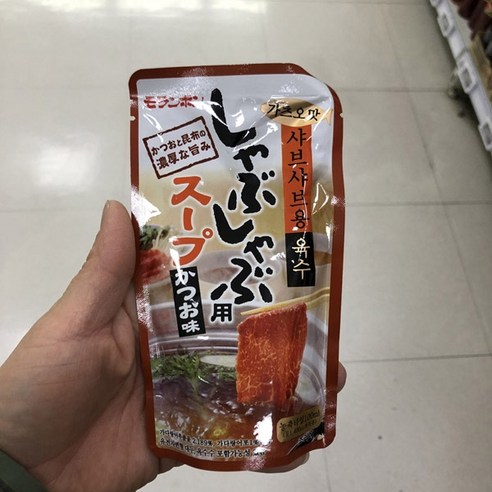 モランボン
가쓰오맛
샤브샤브용 육수
かつおと昆布の
濃厚な旨み
しゃぶしゃぶ用
スープ
かつお味